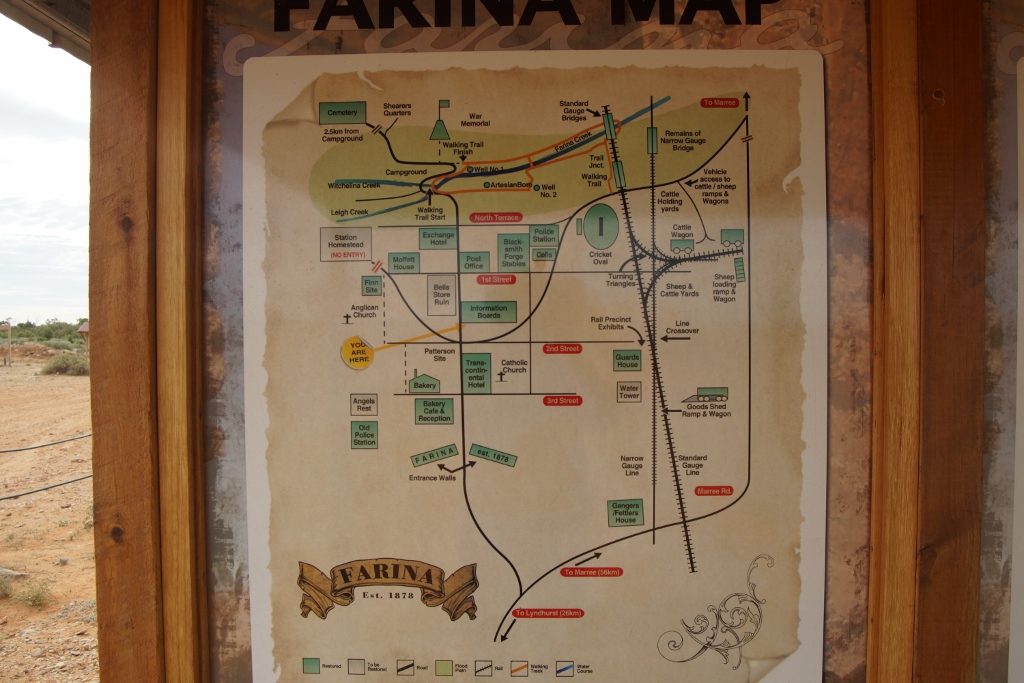 FARINA MAP
Cemetery
Shearers
Quarters
2.5km from
Campground
War
Memorial
Walking Trail
Finish
Standard
Gauge
Bridges
To Marree
Farina Creek
Remains of
Narrow Gauge
Bridge
Campground
Well No. 1
Artesian Bore
Well
No. 2
Trail
Jnct.
Walking
Trail
Vehicle
access to
cattle / sheep
ramps &
Wagons
Witchelina Creek
Leigh Creek
Walking
Trail Start
Cattle
Holding
yards
North Terrace
Station
Homestead
(NO ENTRY)
Exchange
Hotel
Moffatt
House
Post
Office
Black-
smith
Forge
Stables
Police
Station
Cells
Cricket
Oval
Cattle
Wagon
Turning
Triangles
Sheep &
Cattle Yards
Sheep
loading
ramp &
Wagon
1st Street
Finn
Site
Bells
Store
Ruin
Information
Boards
Anglican
Church
YOU
ARE
HERE
Rail Precinct
Exhibits
Line
Crossover
2nd Street
Patterson
Site
Trans-
contin-
ental
Hotel
Catholic
Church
Guards
House
Bakery
Water
Tower
3rd Street
Angels
Rest
Bakery
Cafe &
Reception
Goods Shed
Ramp & Wagon
Old
Police
Station
FARINA
est. 1878
Entrance Walls
Narrow
Gauge
Line
Standard
Gauge
Line
Marree Rd
Gangers
/Fettlers
House
To Marree (56km)
FARINA
Est. 1878
To Lyndhurst (26km)
Restored
To be
Restored
Road
Flood
Plain
Rail
Walking
Track
Water
Course